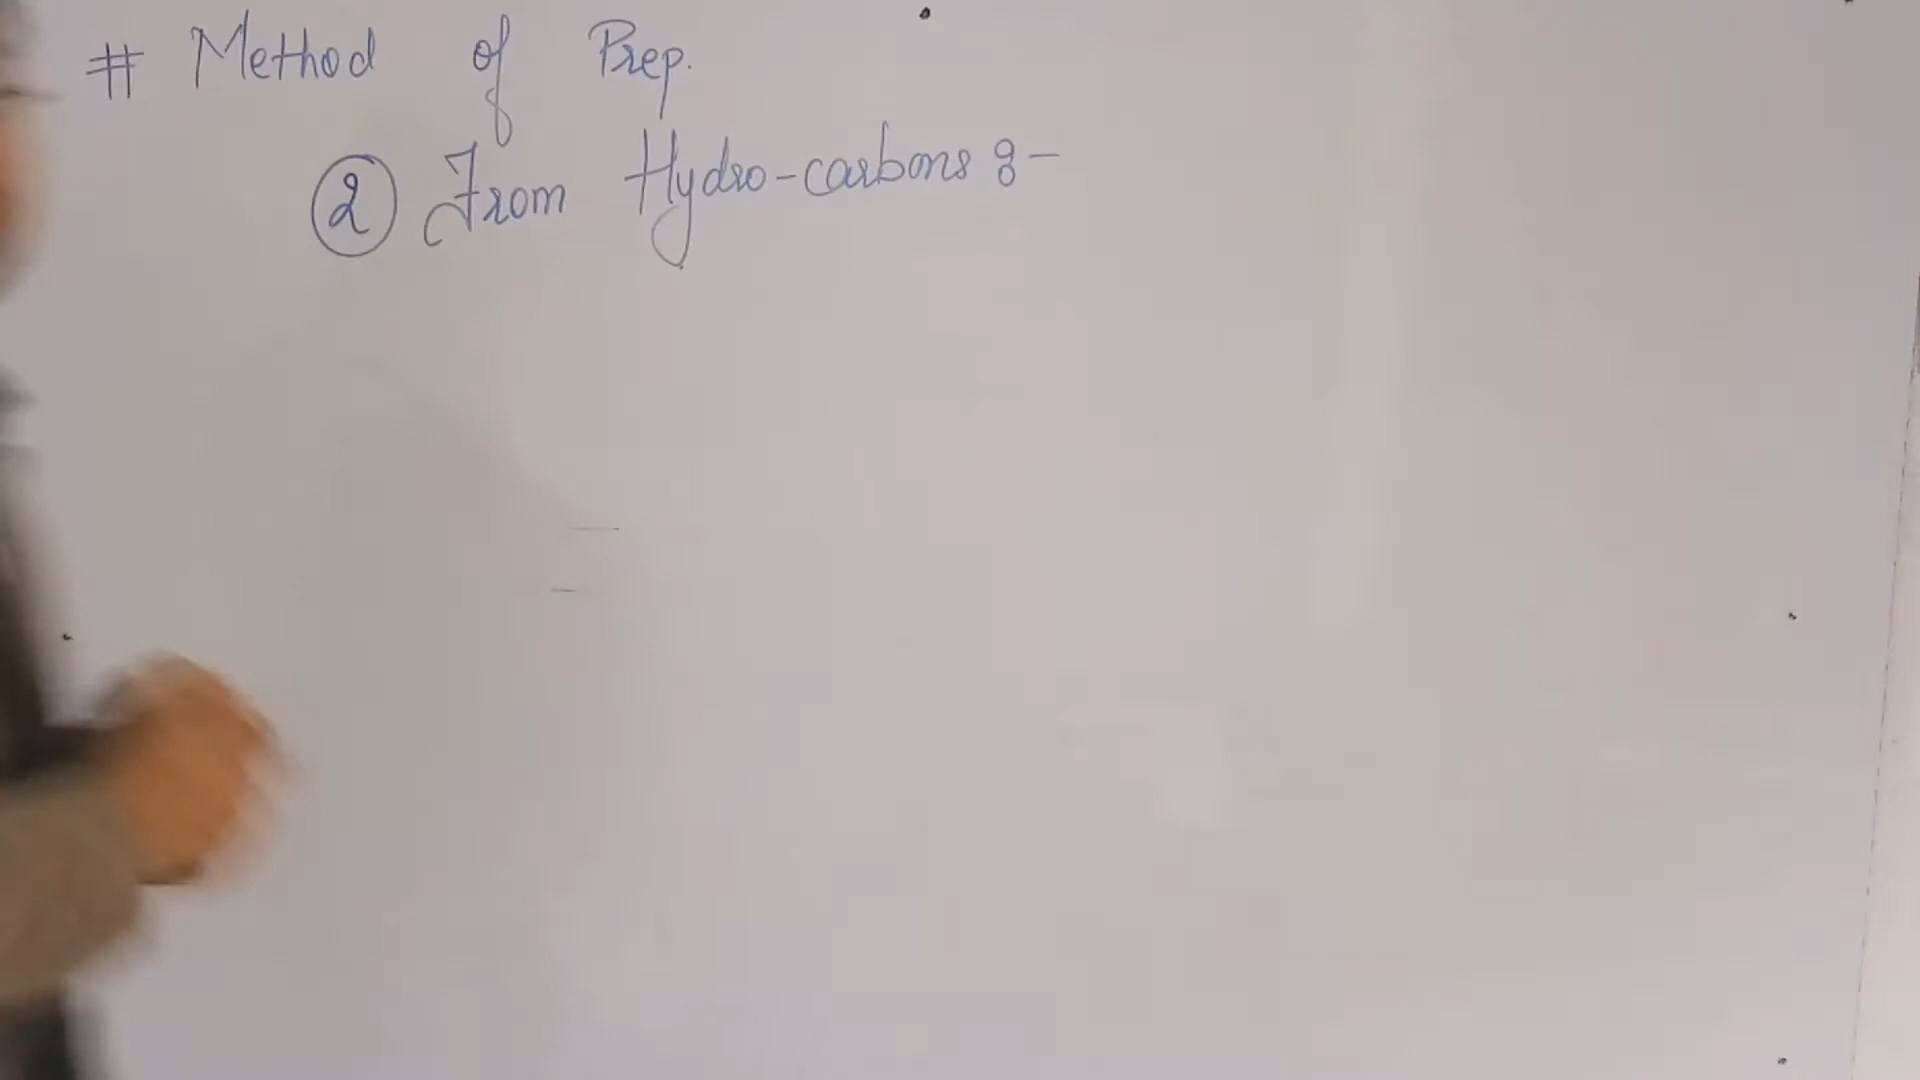 # Method of Prep.
② From Hydro-carbons :-